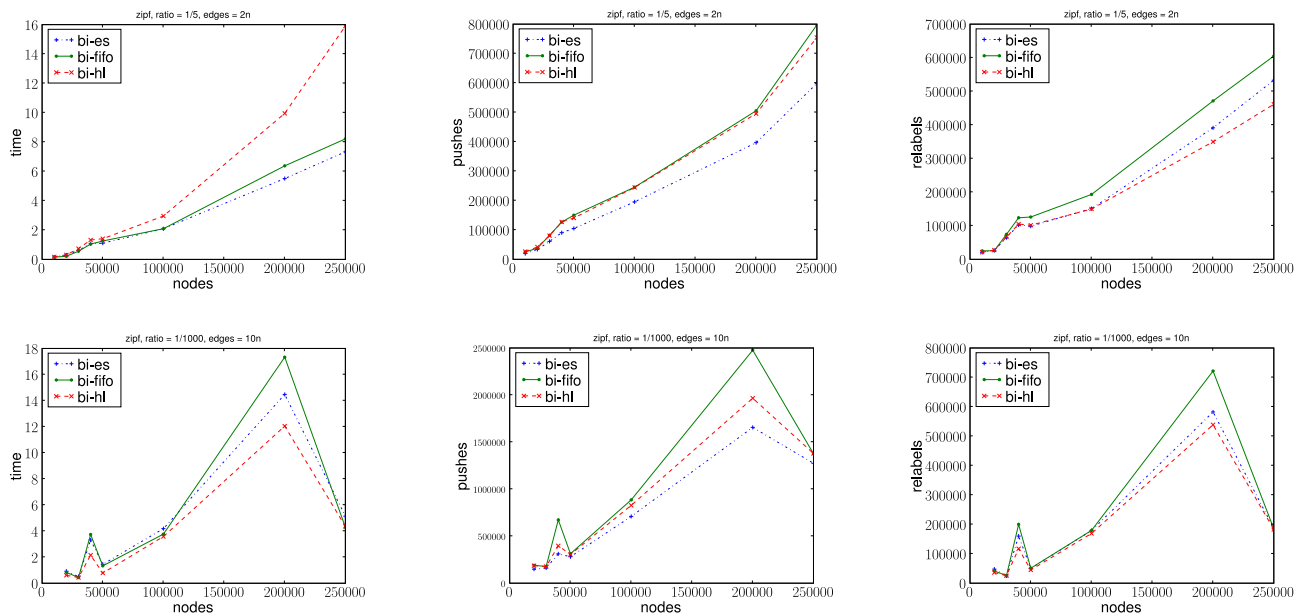 zipf, ratio = 1/5, edges = 2n
16
14
12
10
8
6
4
2
0
time
bi-es
bi-fifo
bi-hl
0 50000 100000 150000 200000 250000
nodes
zipf, ratio = 1/5, edges = 2n
800000
700000
600000
500000
400000
300000
200000
100000
0
pushes
bi-es
bi-fifo
bi-hl
0 50000 100000 150000 200000 250000
nodes
zipf, ratio = 1/5, edges = 2n
700000
600000
500000
400000
300000
200000
100000
0
relabels
bi-es
bi-fifo
bi-hl
0 50000 100000 150000 200000 250000
nodes
zipf, ratio = 1/1000, edges = 10n
18
16
14
12
10
8
6
4
2
0
time
bi-es
bi-fifo
bi-hl
0 50000 100000 150000 200000 250000
nodes
zipf, ratio = 1/1000, edges = 10n
2500000
2000000
1500000
1000000
500000
0
pushes
bi-es
bi-fifo
bi-hl
0 50000 100000 150000 200000 250000
nodes
zipf, ratio = 1/1000, edges = 10n
800000
700000
600000
500000
400000
300000
200000
100000
0
relabels
bi-es
bi-fifo
bi-hl
0 50000 100000 150000 200000 250000
nodes